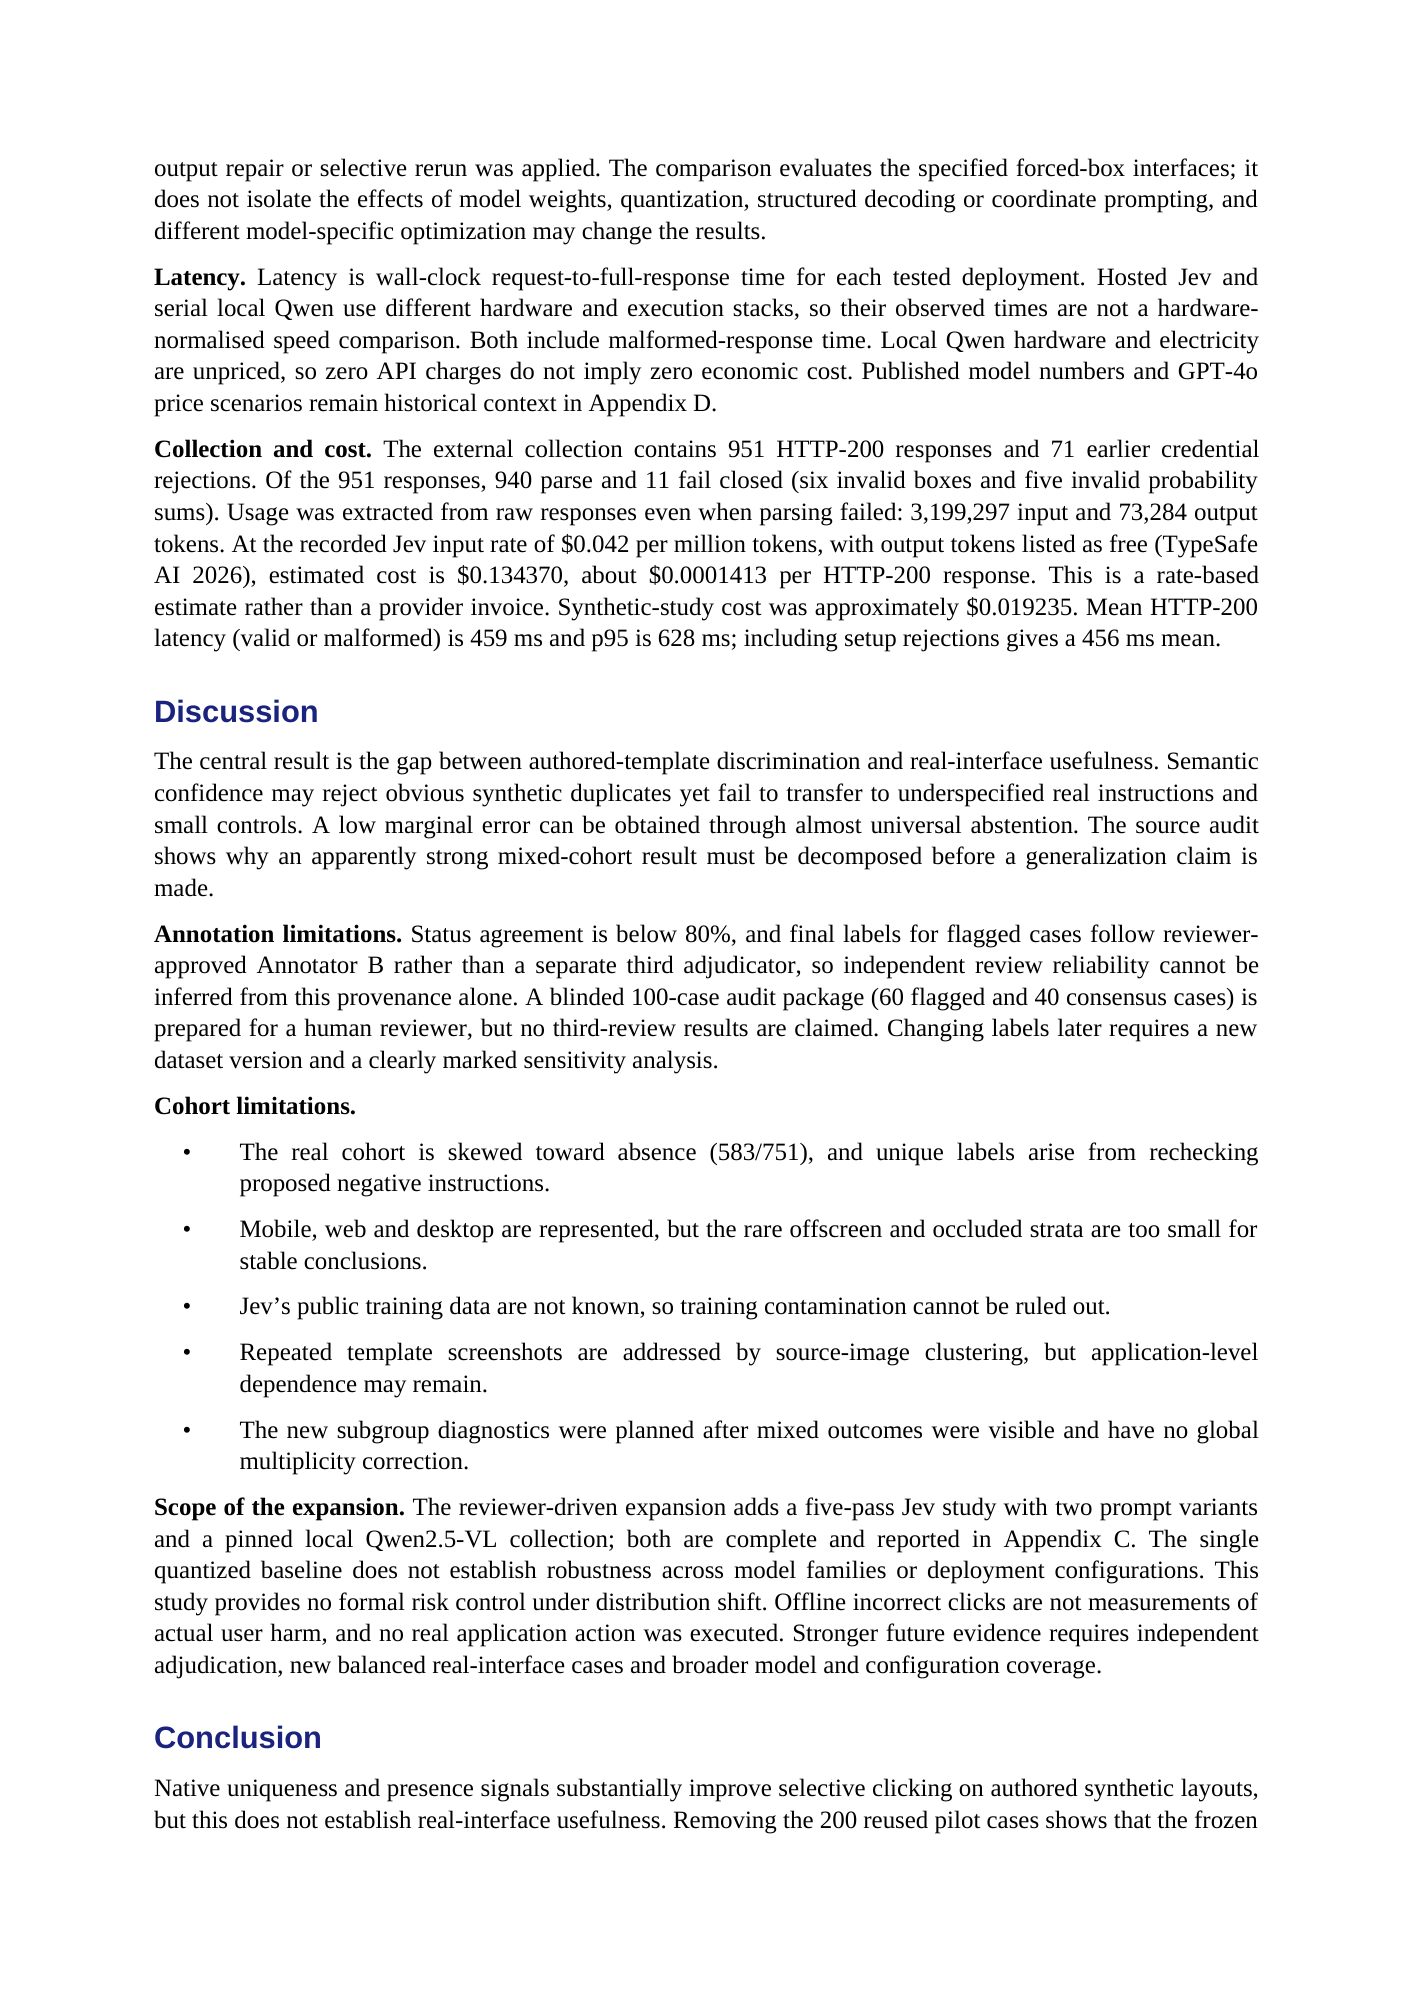 output repair or selective rerun was applied. The comparison evaluates the specified forced-box interfaces; it
does not isolate the effects of model weights, quantization, structured decoding or coordinate prompting, and
different model-specific optimization may change the results.
Latency. Latency is wall-clock request-to-full-response time for each tested deployment. Hosted Jev and
serial local Qwen use different hardware and execution stacks, so their observed times are not a hardware-
normalised speed comparison. Both include malformed-response time. Local Qwen hardware and electricity
are unpriced, so zero API charges do not imply zero economic cost. Published model numbers and GPT-4o
price scenarios remain historical context in Appendix D.
Collection and cost. The external collection contains 951 HTTP-200 responses and 71 earlier credential
rejections. Of the 951 responses, 940 parse and 11 fail closed (six invalid boxes and five invalid probability
sums). Usage was extracted from raw responses even when parsing failed: 3,199,297 input and 73,284 output
tokens. At the recorded Jev input rate of $0.042 per million tokens, with output tokens listed as free (TypeSafe
AI 2026), estimated cost is $0.134370, about $0.0001413 per HTTP-200 response. This is a rate-based
estimate rather than a provider invoice. Synthetic-study cost was approximately $0.019235. Mean HTTP-200
latency (valid or malformed) is 459 ms and p95 is 628 ms; including setup rejections gives a 456 ms mean.
Discussion
The central result is the gap between authored-template discrimination and real-interface usefulness. Semantic
confidence may reject obvious synthetic duplicates yet fail to transfer to underspecified real instructions and
small controls. A low marginal error can be obtained through almost universal abstention. The source audit
shows why an apparently strong mixed-cohort result must be decomposed before a generalization claim is
made.
Annotation limitations. Status agreement is below 80%, and final labels for flagged cases follow reviewer-
approved Annotator B rather than a separate third adjudicator, so independent review reliability cannot be
inferred from this provenance alone. A blinded 100-case audit package (60 flagged and 40 consensus cases) is
prepared for a human reviewer, but no third-review results are claimed. Changing labels later requires a new
dataset version and a clearly marked sensitivity analysis.
Cohort limitations.
• The real cohort is skewed toward absence (583/751), and unique labels arise from rechecking
proposed negative instructions.
• Mobile, web and desktop are represented, but the rare offscreen and occluded strata are too small for
stable conclusions.
• Jev’s public training data are not known, so training contamination cannot be ruled out.
• Repeated template screenshots are addressed by source-image clustering, but application-level
dependence may remain.
• The new subgroup diagnostics were planned after mixed outcomes were visible and have no global
multiplicity correction.
Scope of the expansion. The reviewer-driven expansion adds a five-pass Jev study with two prompt variants
and a pinned local Qwen2.5-VL collection; both are complete and reported in Appendix C. The single
quantized baseline does not establish robustness across model families or deployment configurations. This
study provides no formal risk control under distribution shift. Offline incorrect clicks are not measurements of
actual user harm, and no real application action was executed. Stronger future evidence requires independent
adjudication, new balanced real-interface cases and broader model and configuration coverage.
Conclusion
Native uniqueness and presence signals substantially improve selective clicking on authored synthetic layouts,
but this does not establish real-interface usefulness. Removing the 200 reused pilot cases shows that the frozen